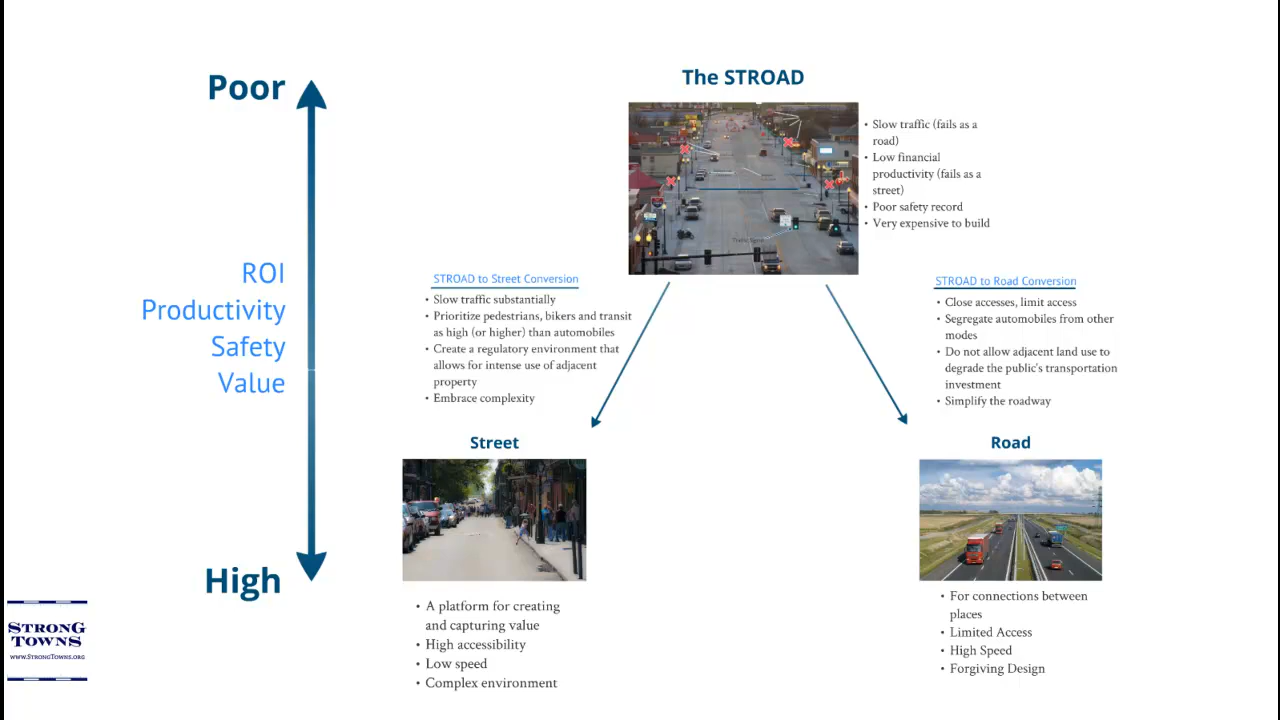 The STROAD
Poor
• Slow traffic (fails as a
road)
• Low financial
productivity (fails as a
street)
• Poor safety record
• Very expensive to build
ROI
Productivity
Safety
Value
STROAD to Street Conversion
• Slow traffic substantially
• Prioritize pedestrians, bikers and transit
as high (or higher) than automobiles
• Create a regulatory environment that
allows for intense use of adjacent
property
• Embrace complexity
STROAD to Road Conversion
• Close accesses, limit access
• Segregate automobiles from other
modes
• Do not allow adjacent land use to
degrade the public's transportation
investment
• Simplify the roadway
Street
Road
High
• A platform for creating
and capturing value
• High accessibility
• Low speed
• Complex environment
• For connections between
places
• Limited Access
• High Speed
• Forgiving Design
STRONG
TOWNS
www.StrongTowns.org